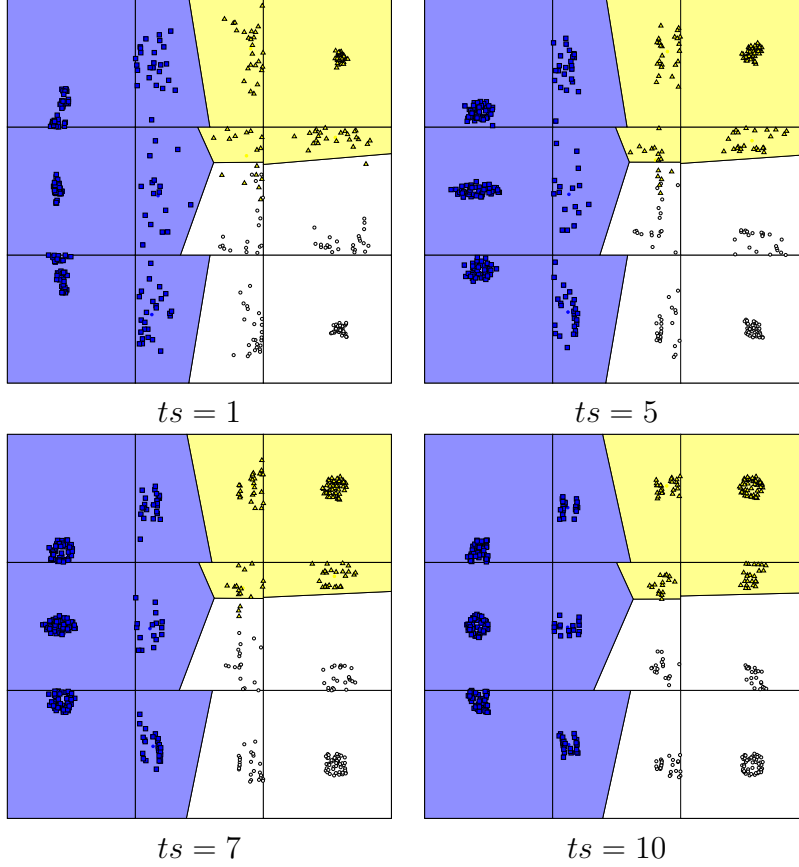 ts = 1
ts = 5
ts = 7
ts = 10